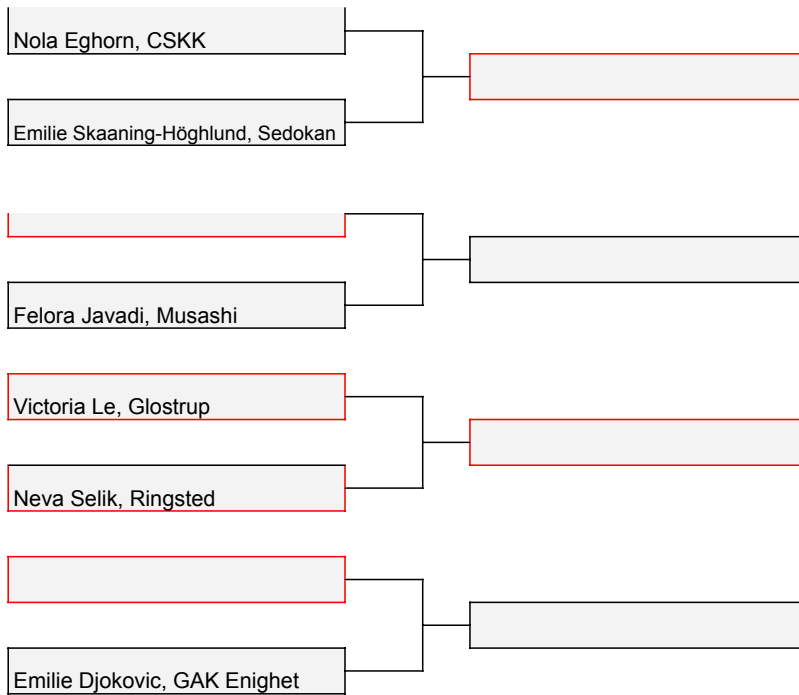 Nola Eghorn, CSKK
Emilie Skaaning-Höghlund, Sedokan
Felora Javadi, Musashi
Victoria Le, Glostrup
Neva Selik, Ringsted
Emilie Djokovic, GAK Enighet